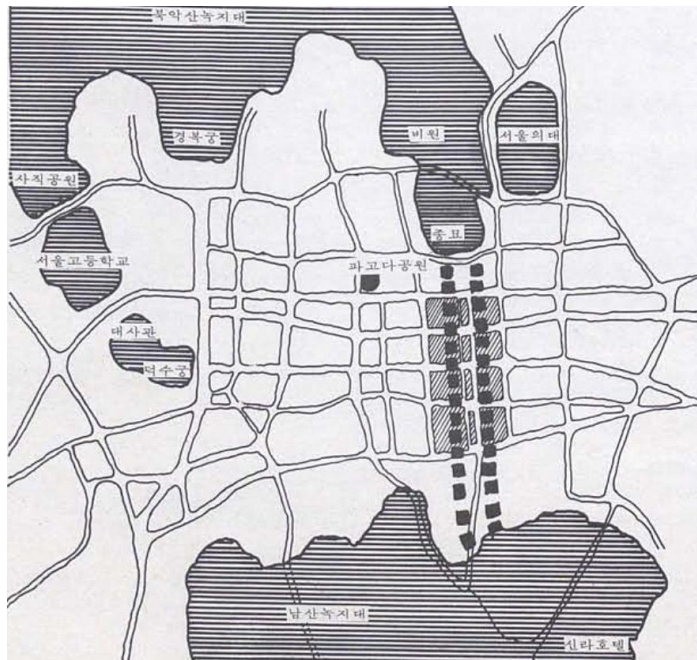 북악산녹지대
경복궁
비원
서울의대
사직공원
종묘
서울고등학교
파고다공원
대사관
덕수궁
남산녹지대
신라호텔